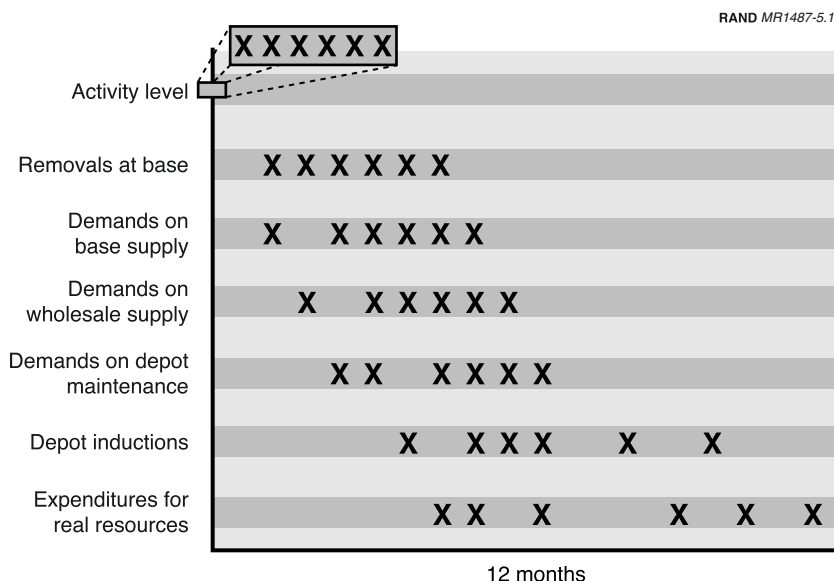 RAND MR1487-5.1
X X X X X X
Activity level
Removals at base
X X X X X X
Demands on
base supply
X X X X X X
Demands on
wholesale supply
X X X X X X
Demands on depot
maintenance
X X X X X X
Depot inductions
X X X X X X
Expenditures for
real resources
X X X X X X
12 months